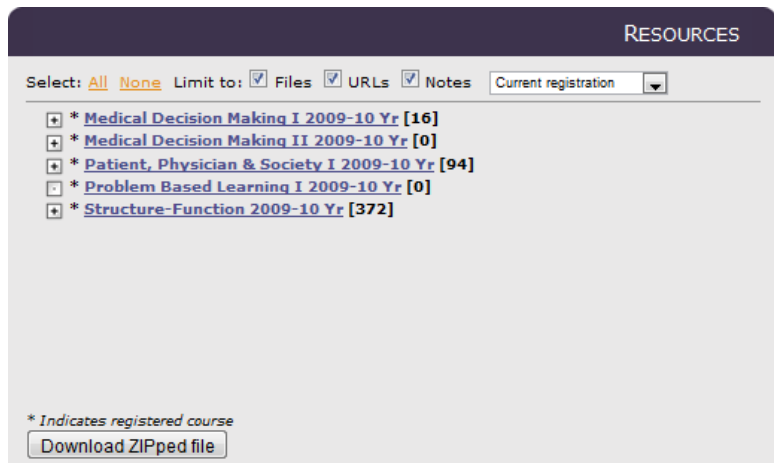 RESOURCES
Select: All None Limit to: Files URLs Notes Current registration
* Medical Decision Making I 2009-10 Yr [16]
* Medical Decision Making II 2009-10 Yr [0]
* Patient, Physician & Society I 2009-10 Yr [94]
* Problem Based Learning I 2009-10 Yr [0]
* Structure-Function 2009-10 Yr [372]
* Indicates registered course
Download ZIPped file